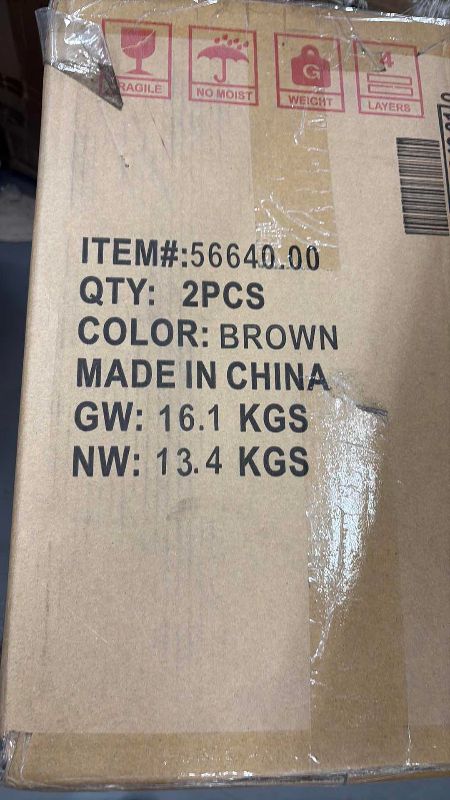 FRAGILE
NO MOIST
G
WEIGHT
4
LAYERS
ITEM#:56640.00
QTY: 2PCS
COLOR: BROWN
MADE IN CHINA
GW: 16.1 KGS
NW: 13.4 KGS